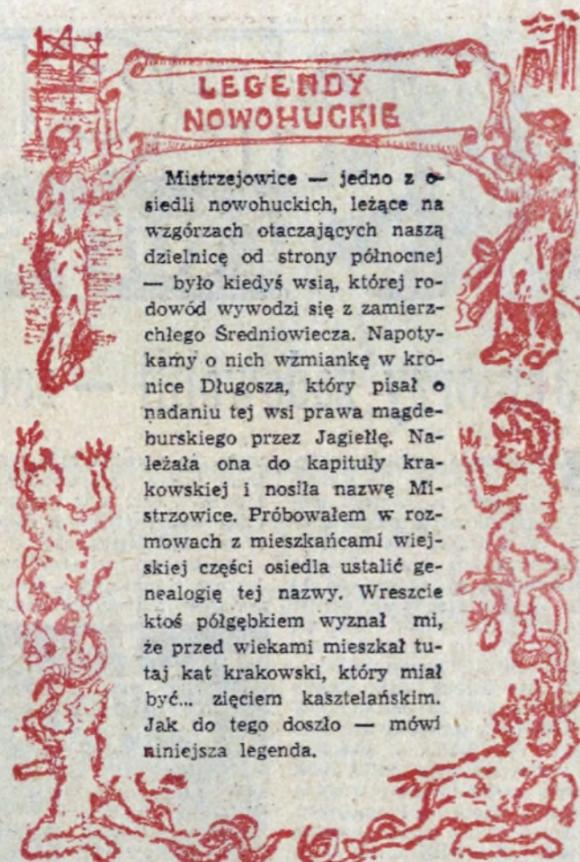 LEGENDY
NOWOHUCKIE
Mistrzejowice — jedno z o-
siedli nowohuckich, leżące na
wzgórzach otaczających naszą
dzielnicę od strony północnej
— było kiedyś wsią, której ro-
dowód wywodzi się z zamierz-
chłego Średniowiecza. Napoty-
kamy o nich wzmiankę w kro-
nice Długosza, który pisał o
nadaniu tej wsi prawa magde-
burskiego przez Jagiełłę. Na-
leżała ona do kapituły kra-
kowskiej i nosiła nazwę Mi-
strzowice. Próbowałem w roz-
mowach z mieszkańcami wiej-
skiej części osiedla ustalić ge-
nealogię tej nazwy. Wreszcie
ktoś półgębkiem wyznał mi,
że przed wiekami mieszkał tu-
taj kat krakowski, który miał
być... zięciem kasztelańskim.
Jak do tego doszło — mówi
niniejsza legenda.